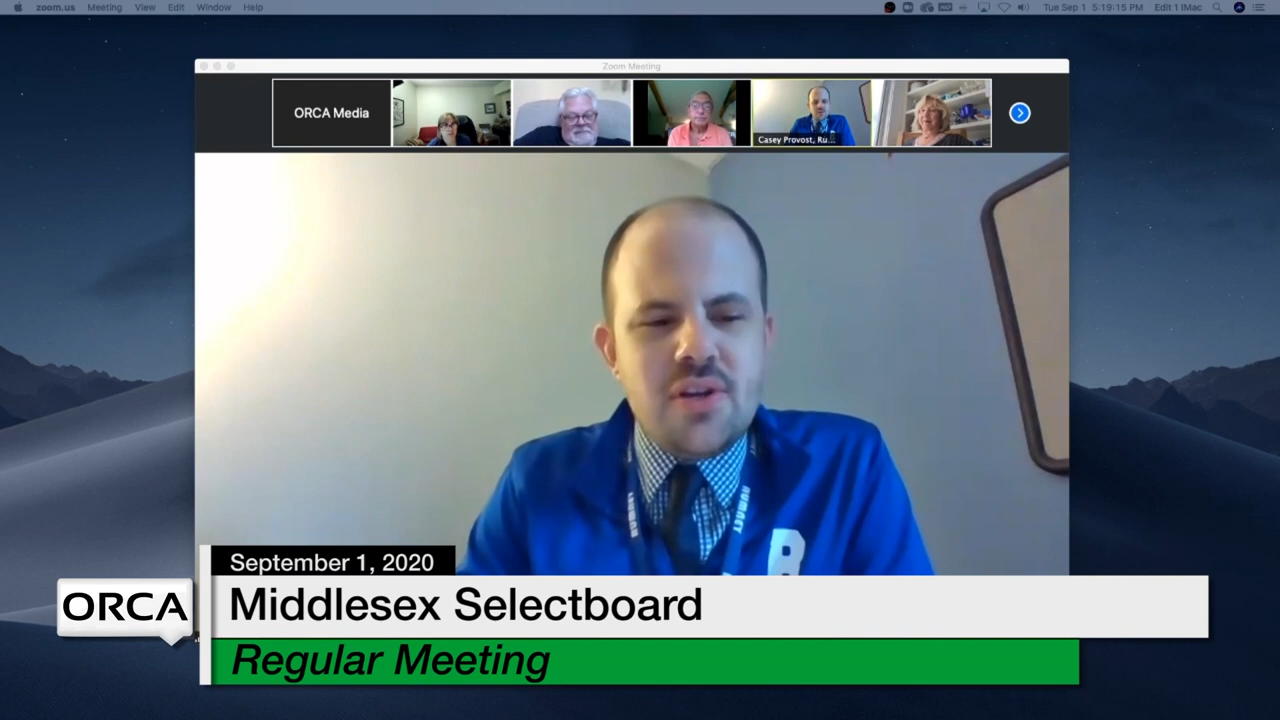 zoom.us Meeting View Edit Window Help Tue Sep 1 5:19:15 PM Edit 1 iMac
Zoom Meeting
ORCA Media
Casey Provost, Ru...
RUMNEY
B
September 1, 2020
ORCA
Middlesex Selectboard
Regular Meeting